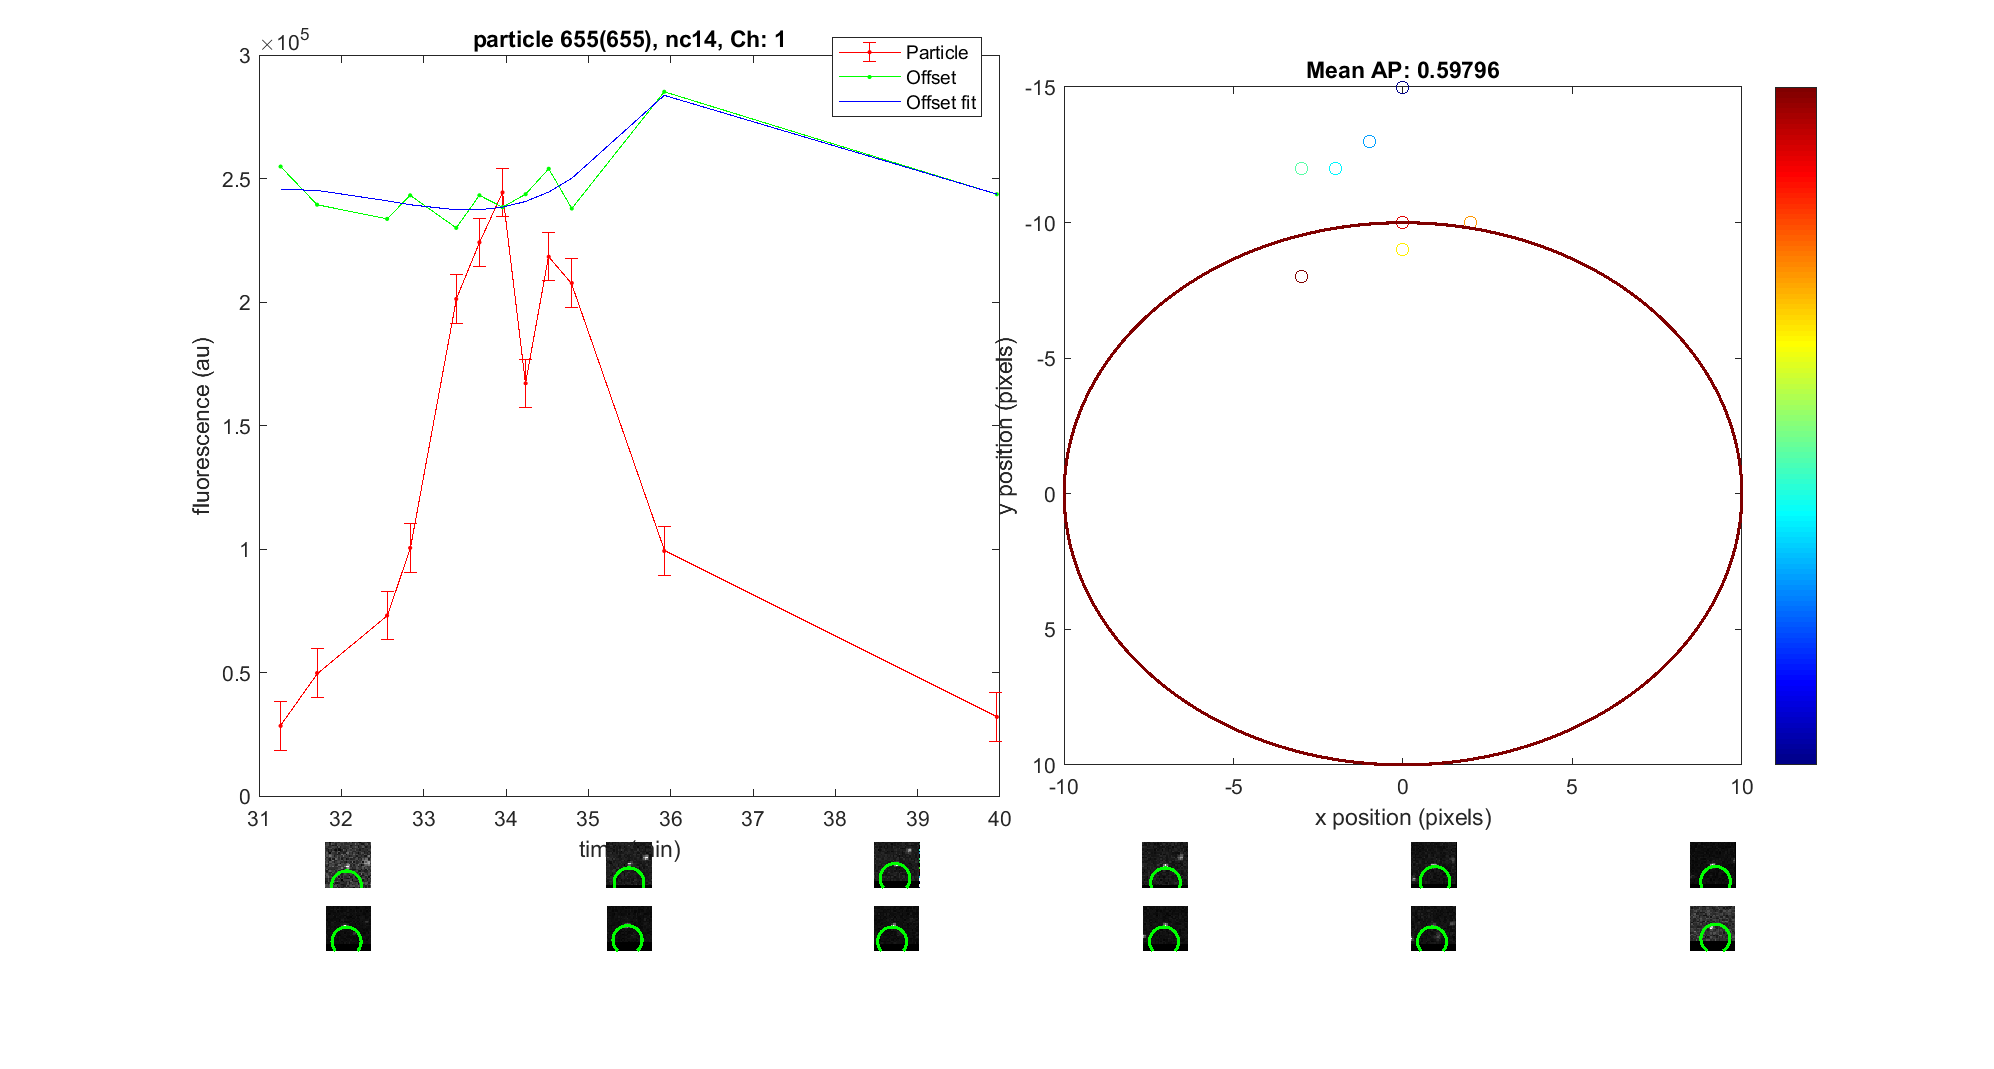 particle 655(655), nc14, Ch: 1
×10⁵
3
2.5
2
1.5
1
0.5
0
fluorescence (au)
31 32 33 34 35 36 37 38 39 40
Particle
Offset
Offset fit
Mean AP: 0.59796
-15
-10
-5
0
5
10
y position (pixels)
-10 -5 0 5 10
x position (pixels)